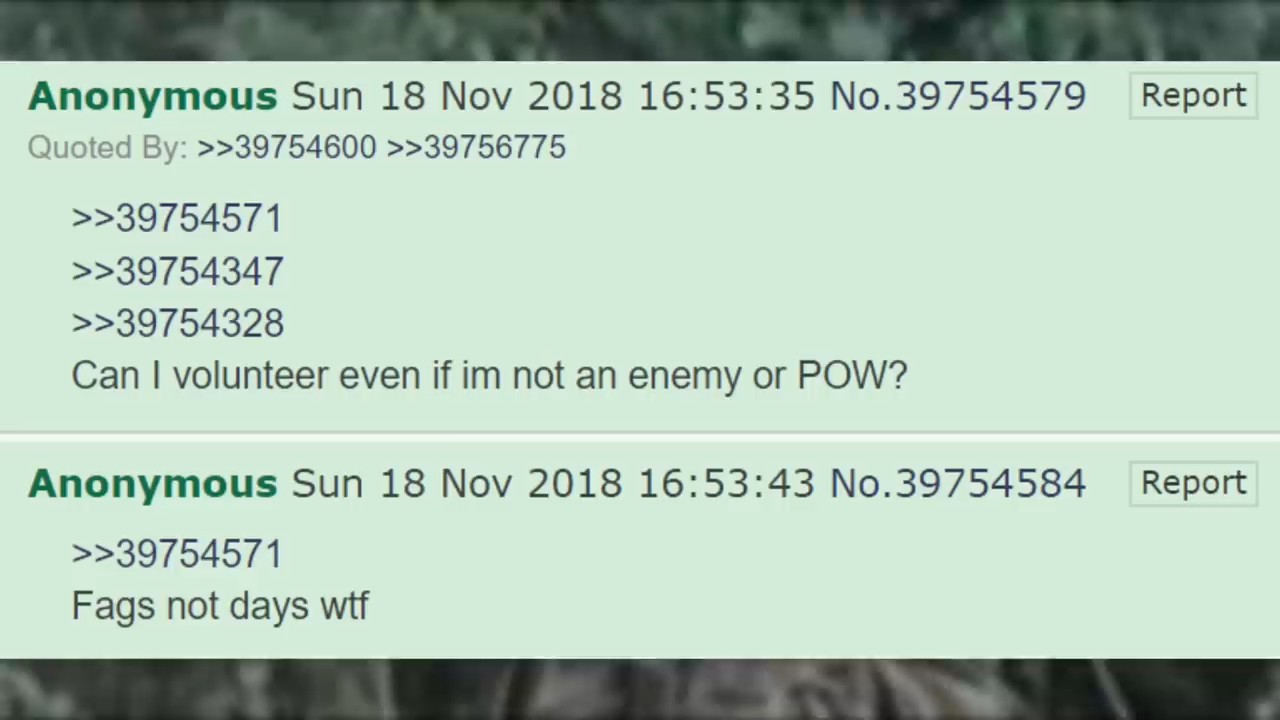 Anonymous Sun 18 Nov 2018 16:53:35 No.39754579 Report
Quoted By: >>39754600 >>39756775
>>39754571
>>39754347
>>39754328
Can I volunteer even if im not an enemy or POW?
Anonymous Sun 18 Nov 2018 16:53:43 No.39754584 Report
>>39754571
Fags not days wtf